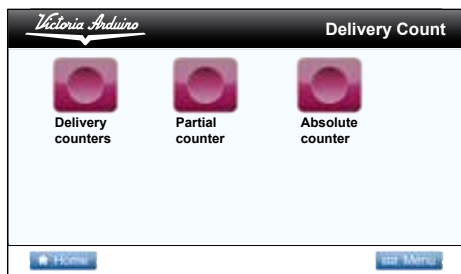 Victoria Arduino
Delivery Count
Delivery
counters
Partial
counter
Absolute
counter
Home
Menu